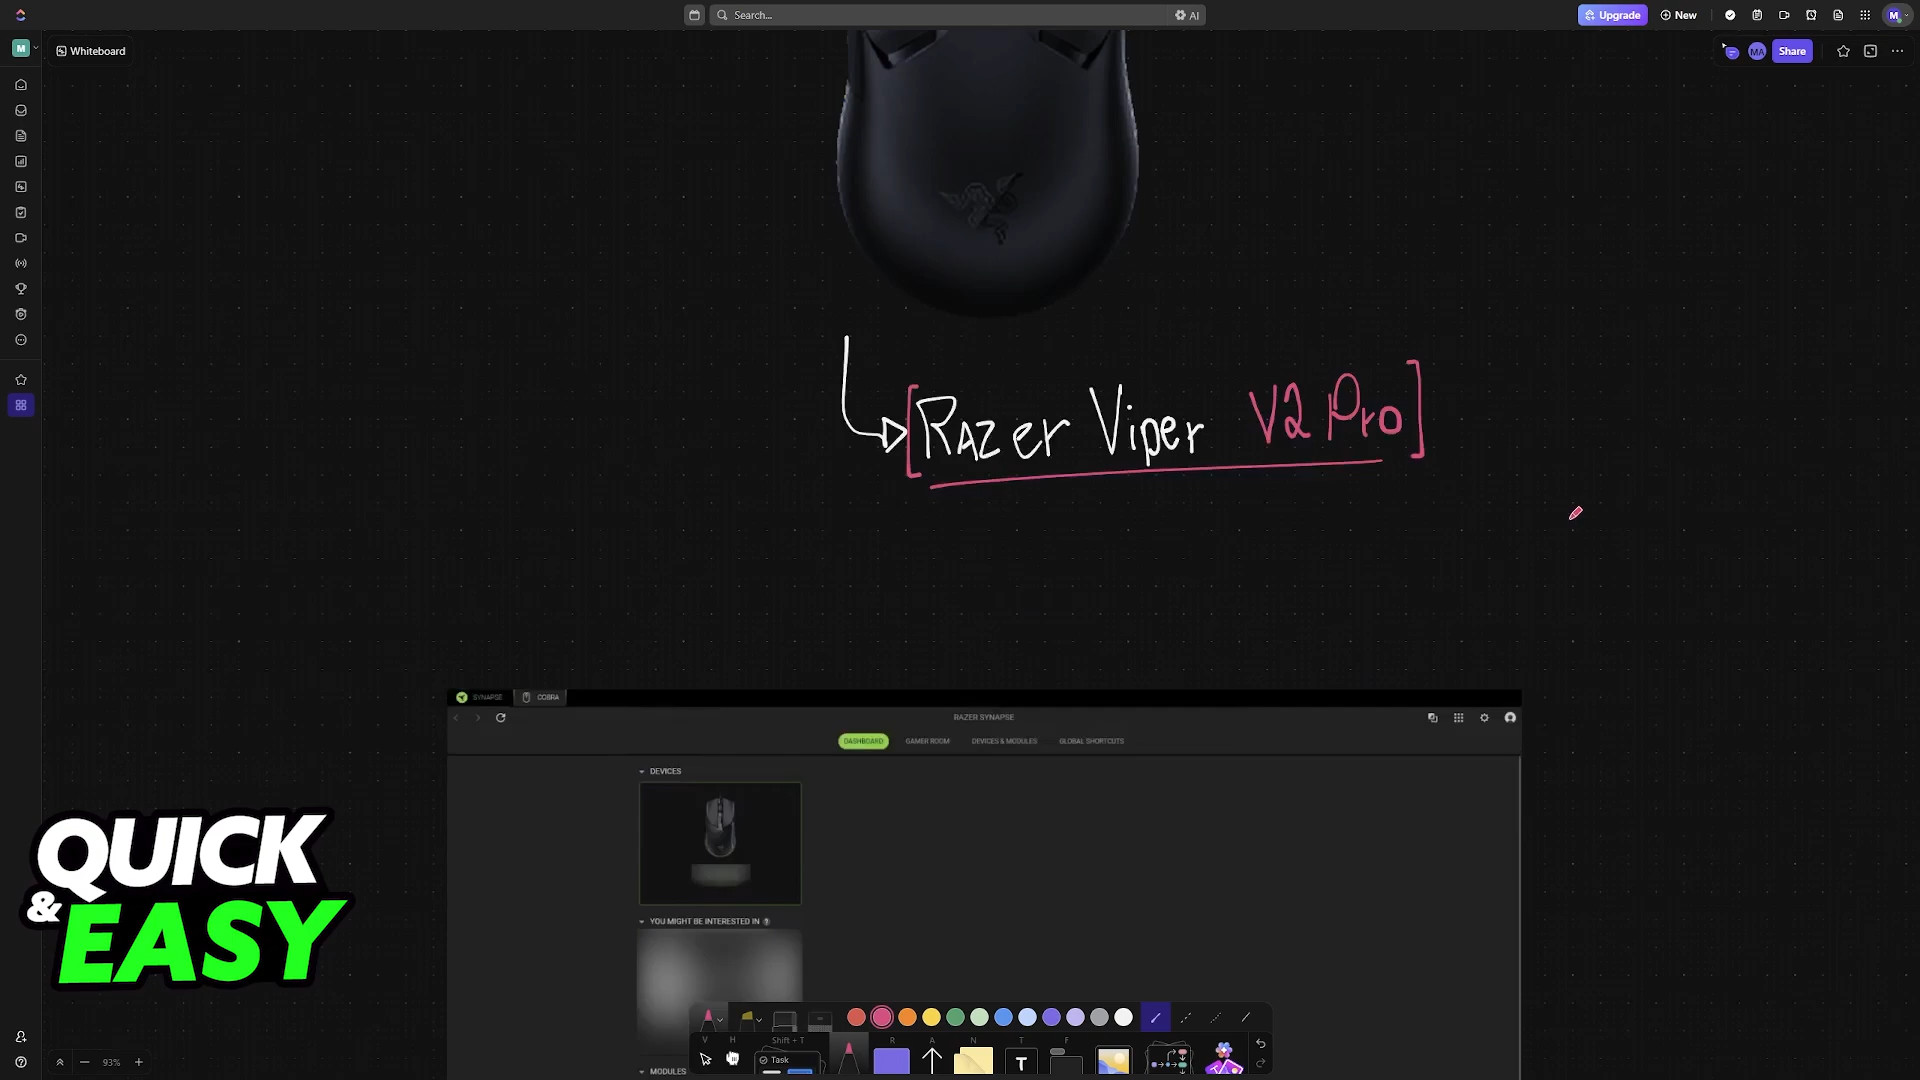 Search...
AI
Upgrade
New
M
M
Whiteboard
MA
Share
[Razer Viper V2 Pro]
SYNAPSE
COBRA
RAZER SYNAPSE
DASHBOARD
GAMER ROOM
DEVICES & MODULES
GLOBAL SHORTCUTS
DEVICES
YOU MIGHT BE INTERESTED IN
MODULES
QUICK
& EASY
V
H
Shift + T
R
A
N
T
F
Task
T
93%